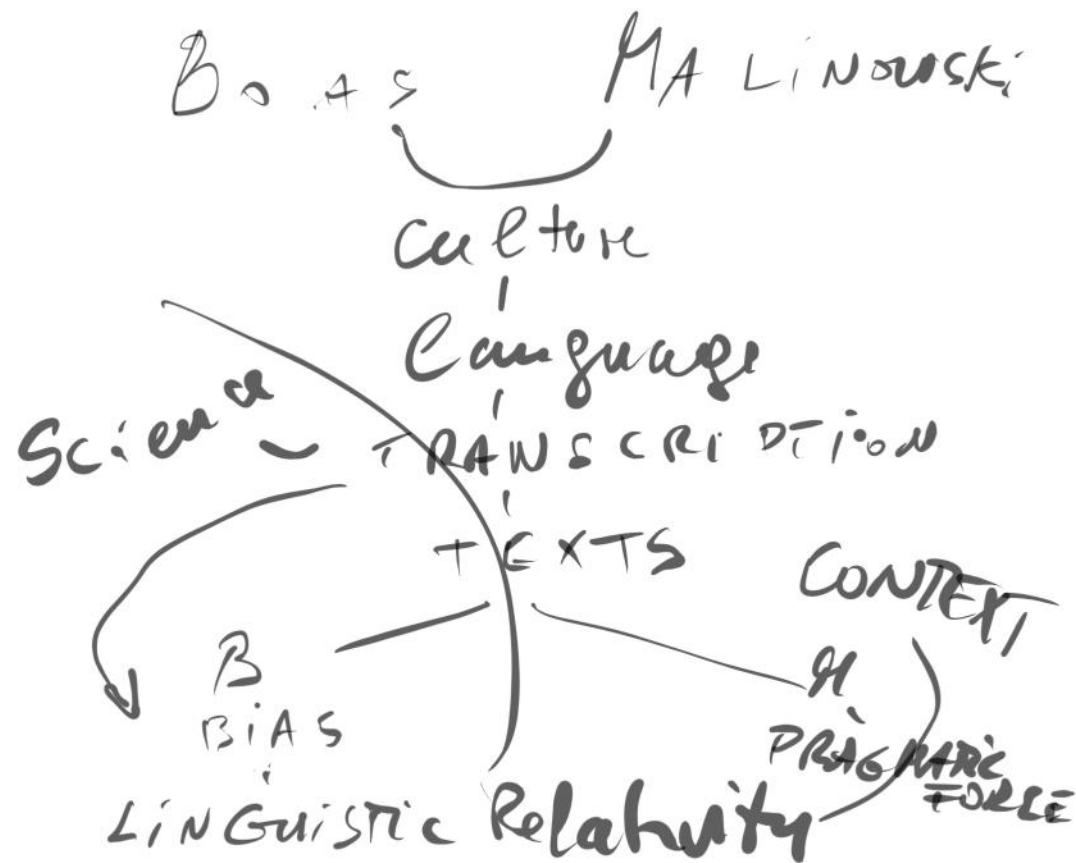 BOAS MALINOWSKI
Culture
Language
Science TRANSCRIPTION
TEXTS
CONTEXT
B M
BiAS PRAGMATIC
FORCE
LiNGUiSTiC Relativity